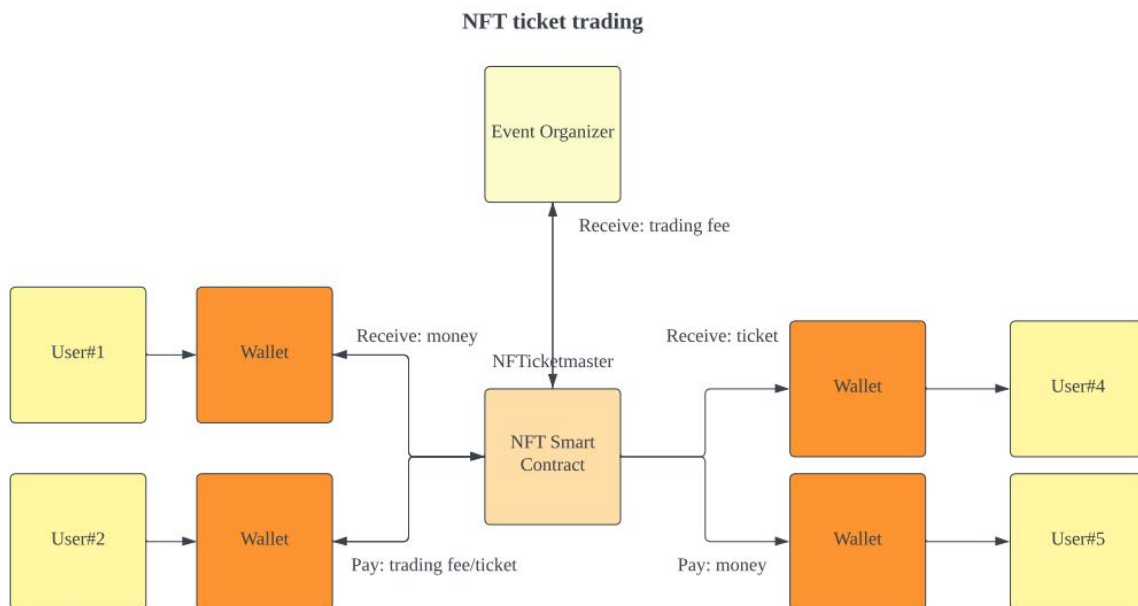 NFT ticket trading
Event Organizer
Receive: trading fee
User#1
Wallet
Receive: money
NFTicketmaster
Receive: ticket
Wallet
User#4
NFT Smart
Contract
User#2
Wallet
Pay: trading fee/ticket
Pay: money
Wallet
User#5